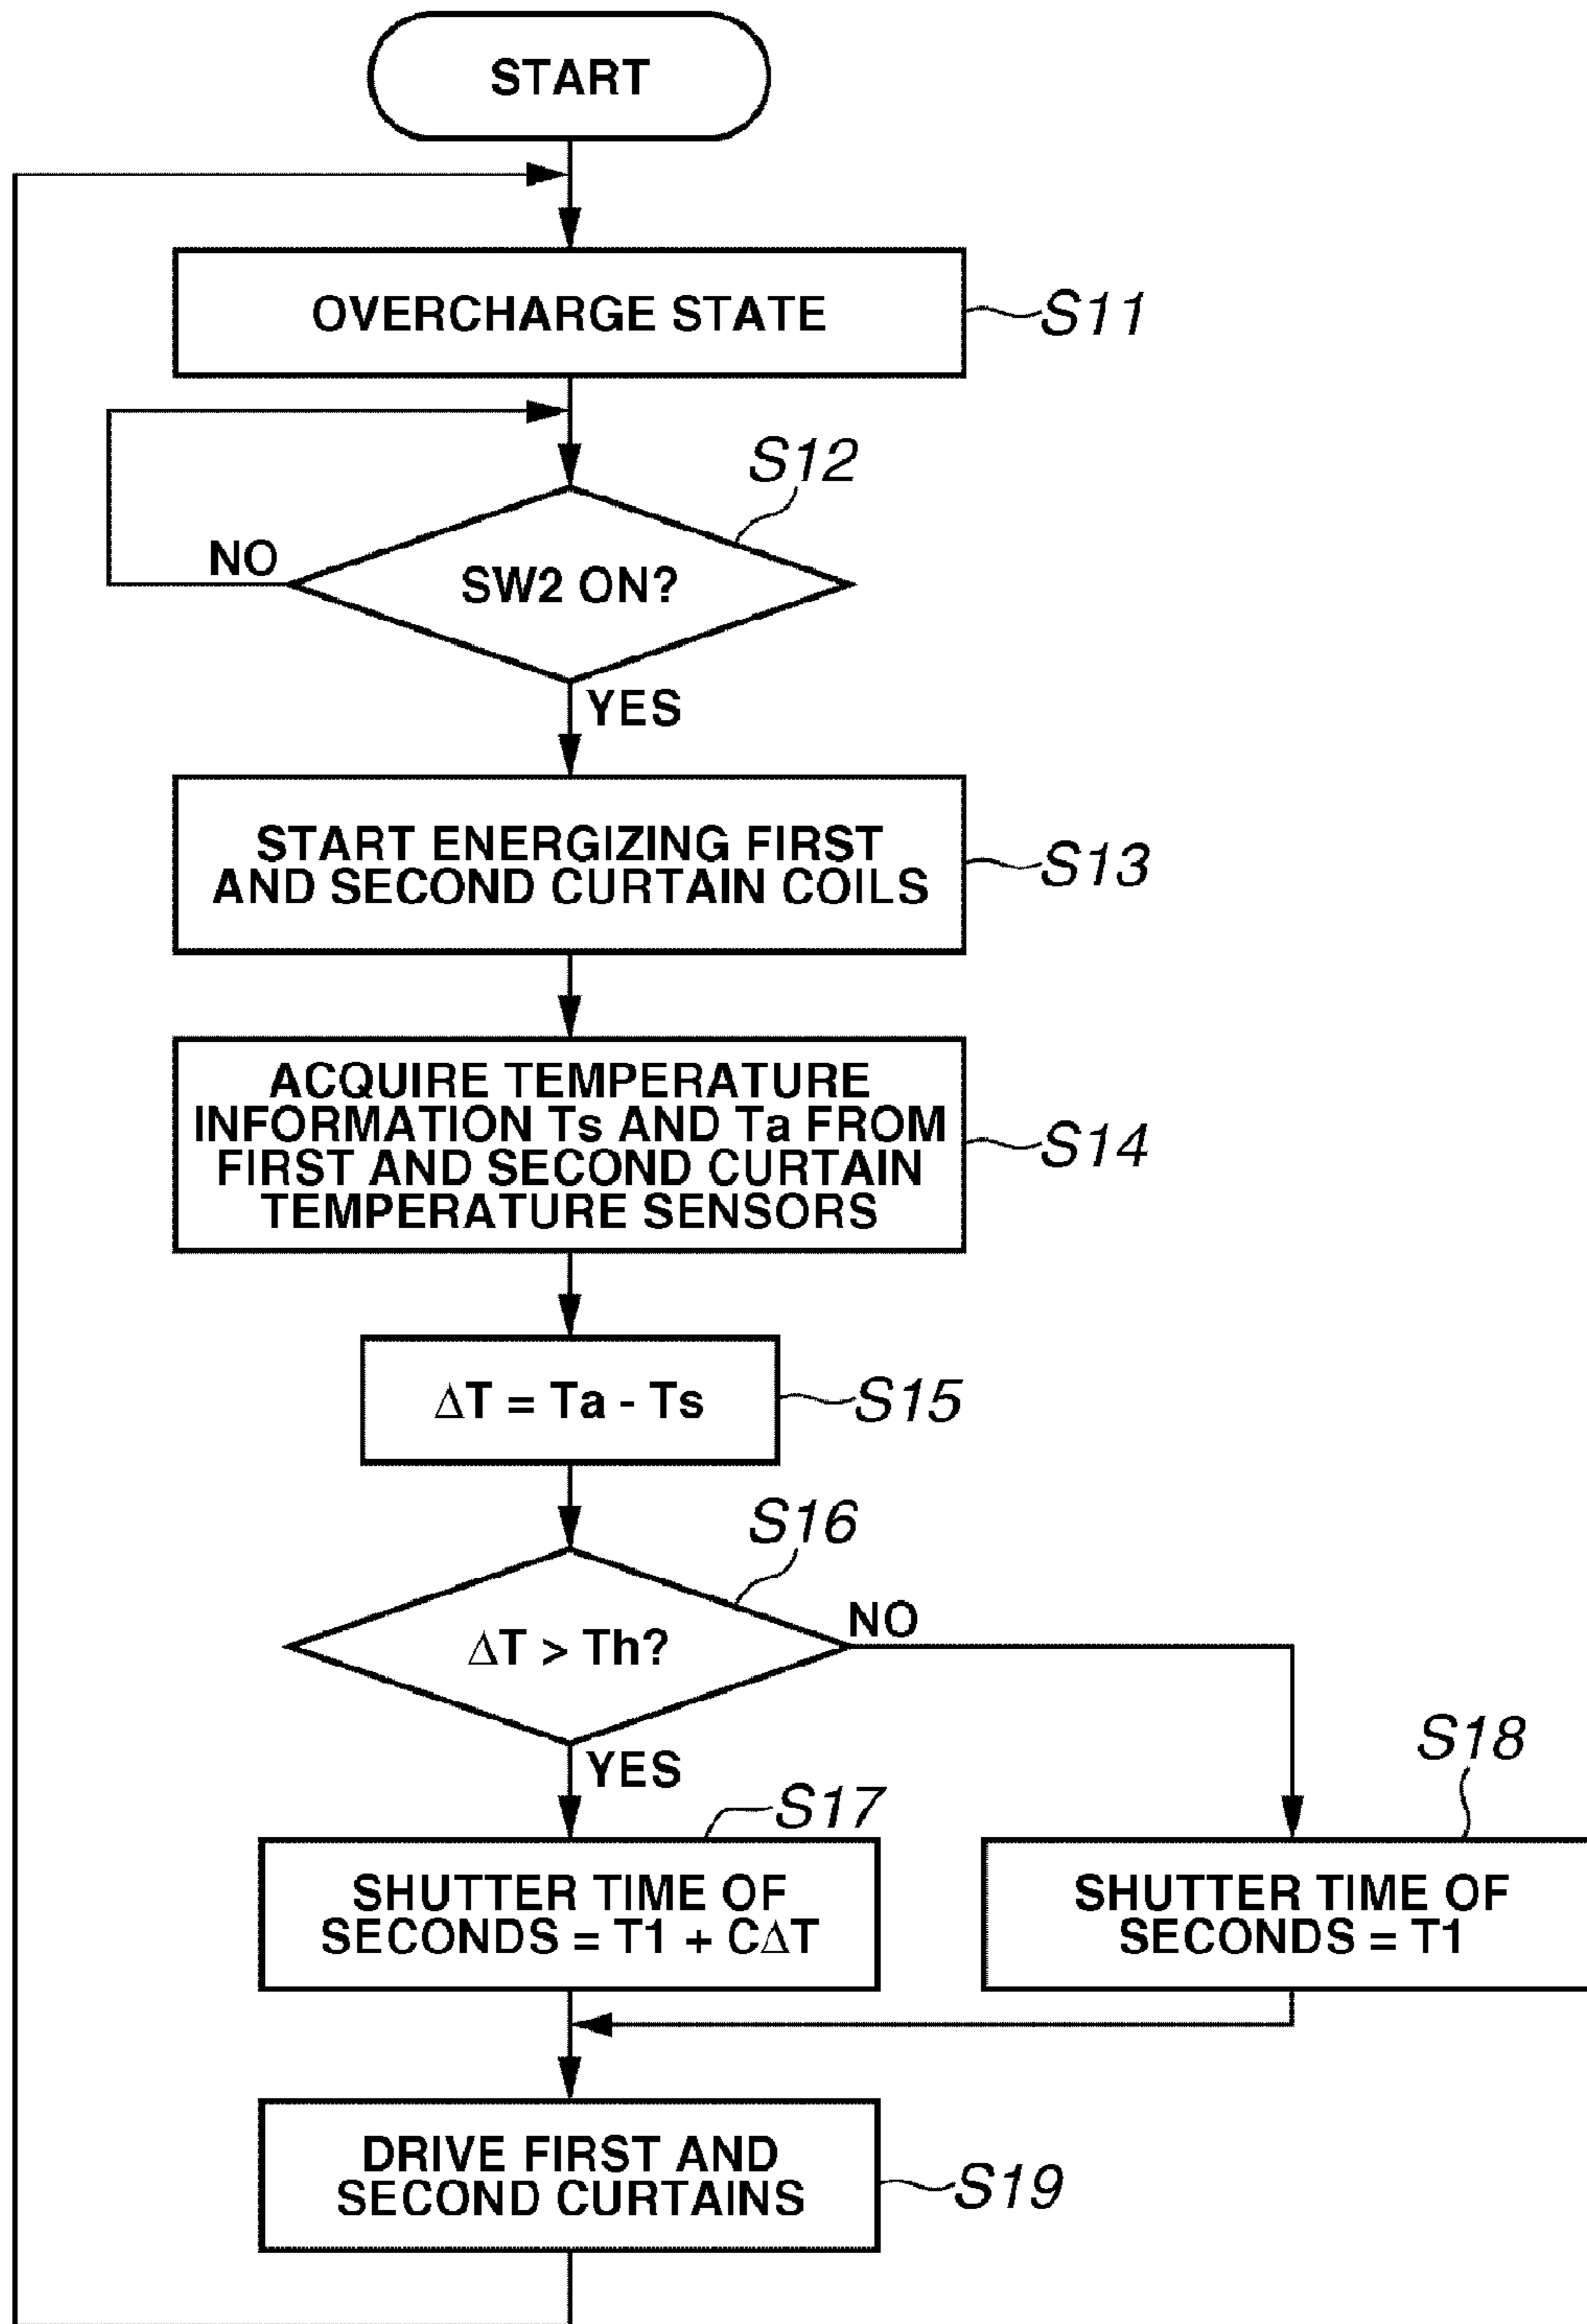 START
OVERCHARGE STATE
S11
S12
NO
SW2 ON?
YES
START ENERGIZING FIRST
AND SECOND CURTAIN COILS
S13
ACQUIRE TEMPERATURE
INFORMATION Ts AND Ta FROM
FIRST AND SECOND CURTAIN
TEMPERATURE SENSORS
S14
ΔT = Ta - Ts
S15
S16
ΔT > Th?
NO
YES
S17
S18
SHUTTER TIME OF
SECONDS = T1 + CΔT
SHUTTER TIME OF
SECONDS = T1
DRIVE FIRST AND
SECOND CURTAINS
S19